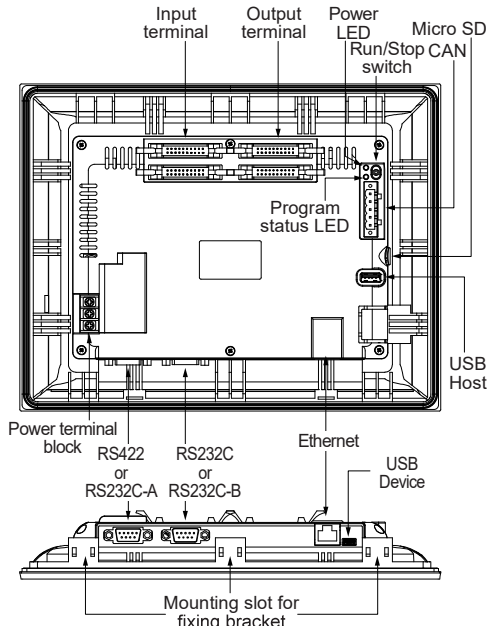 Input
terminal
Output
terminal
Power
LED
Micro SD
Run/Stop
switch
CAN
Program
status LED
USB
Host
Power terminal
block
RS422
or
RS232C-A
RS232C
or
RS232C-B
Ethernet
USB
Device
Mounting slot for
fixing bracket